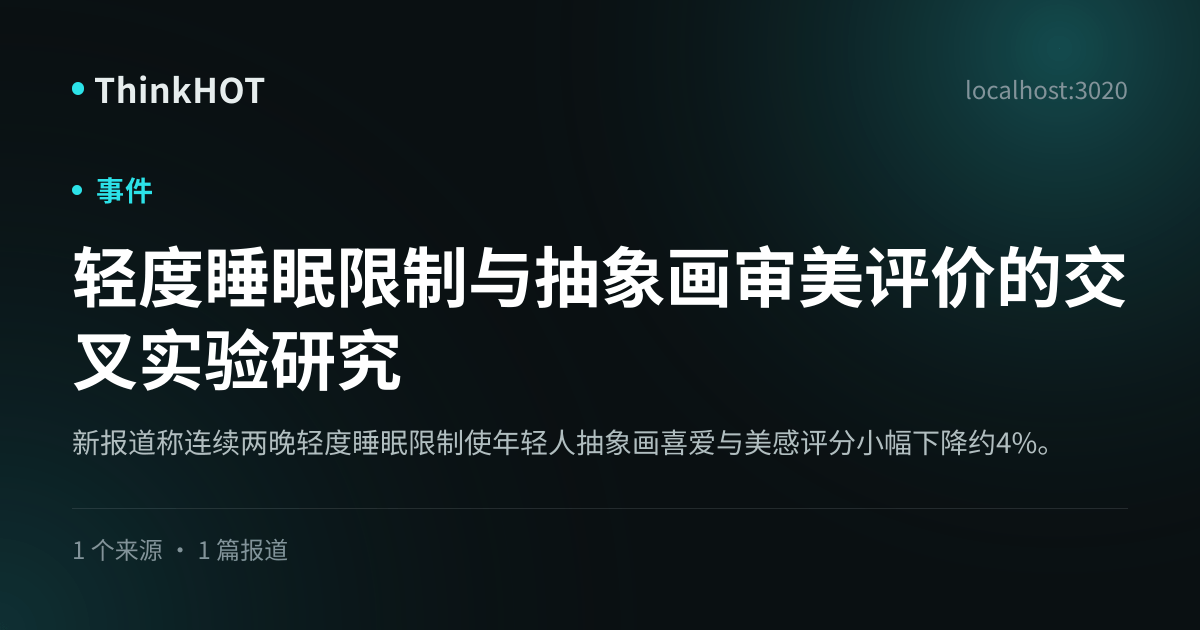 ThinkHOT
localhost:3020
事件
轻度睡眠限制与抽象画审美评价的交
叉实验研究
新报道称连续两晚轻度睡眠限制使年轻人抽象画喜爱与美感评分小幅下降约4%。
1 个来源 · 1 篇报道